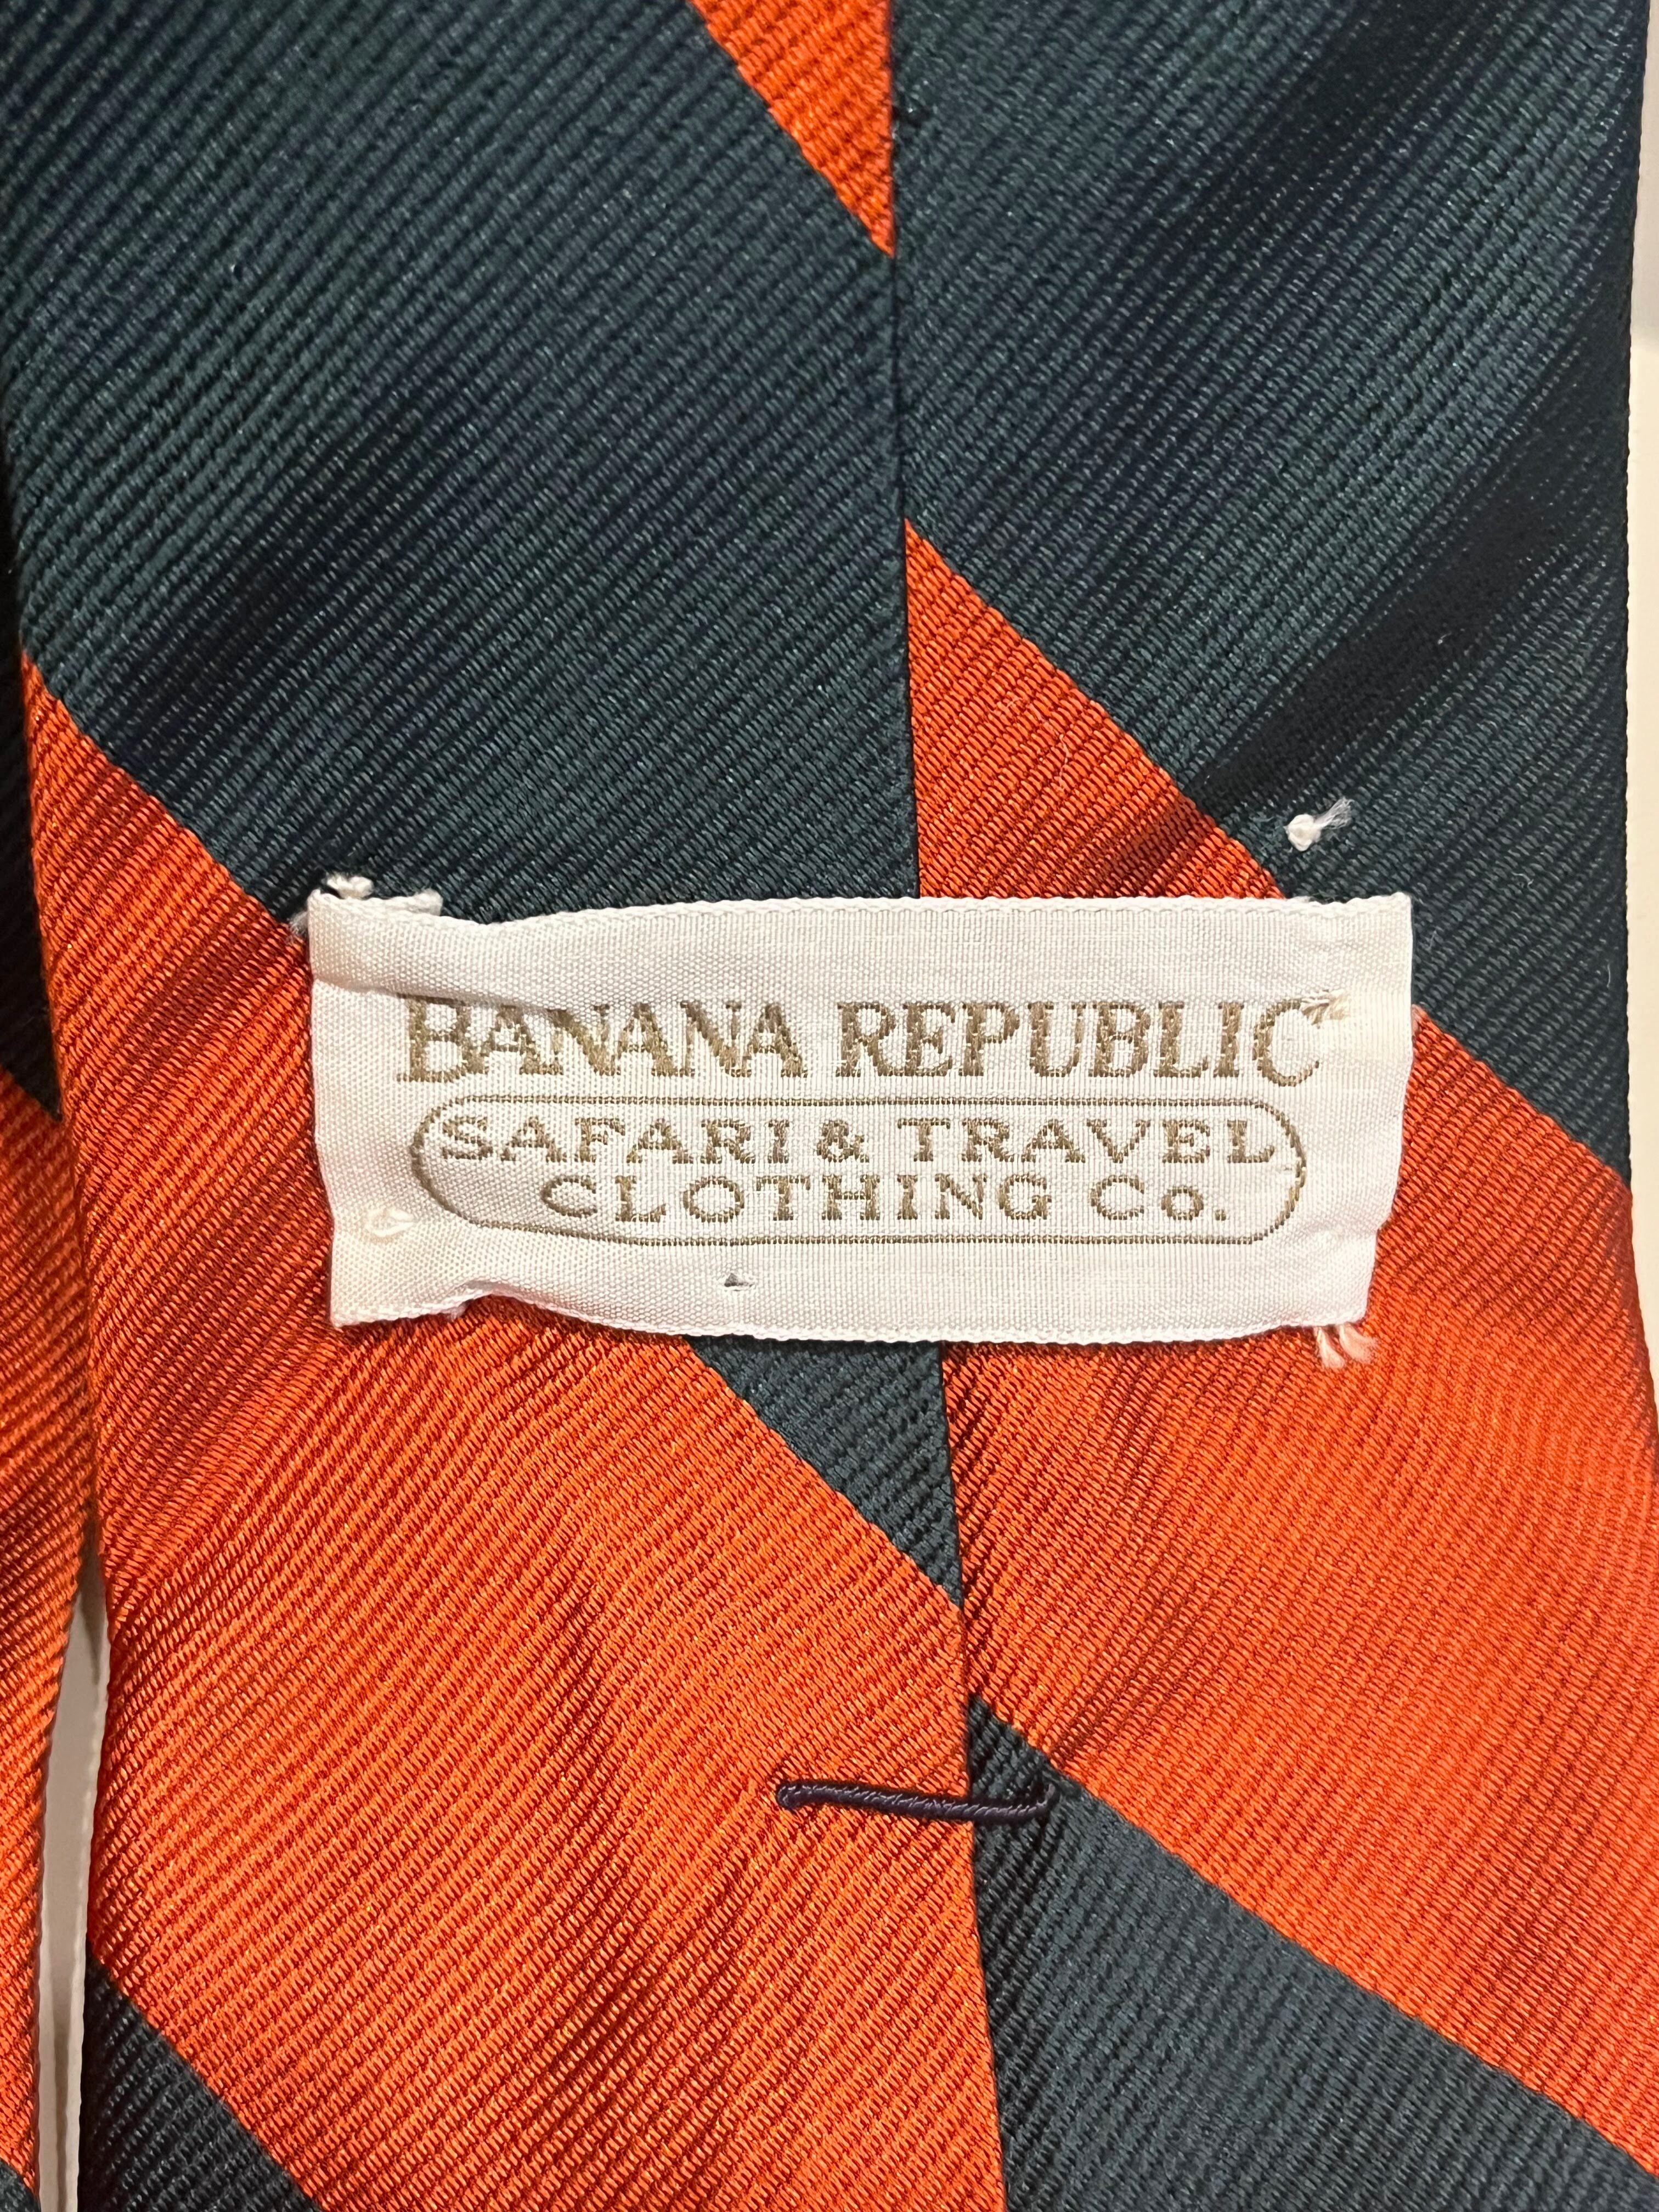 BANANA REPUBLIC
SAFARI & TRAVEL
CLOTHING Co.